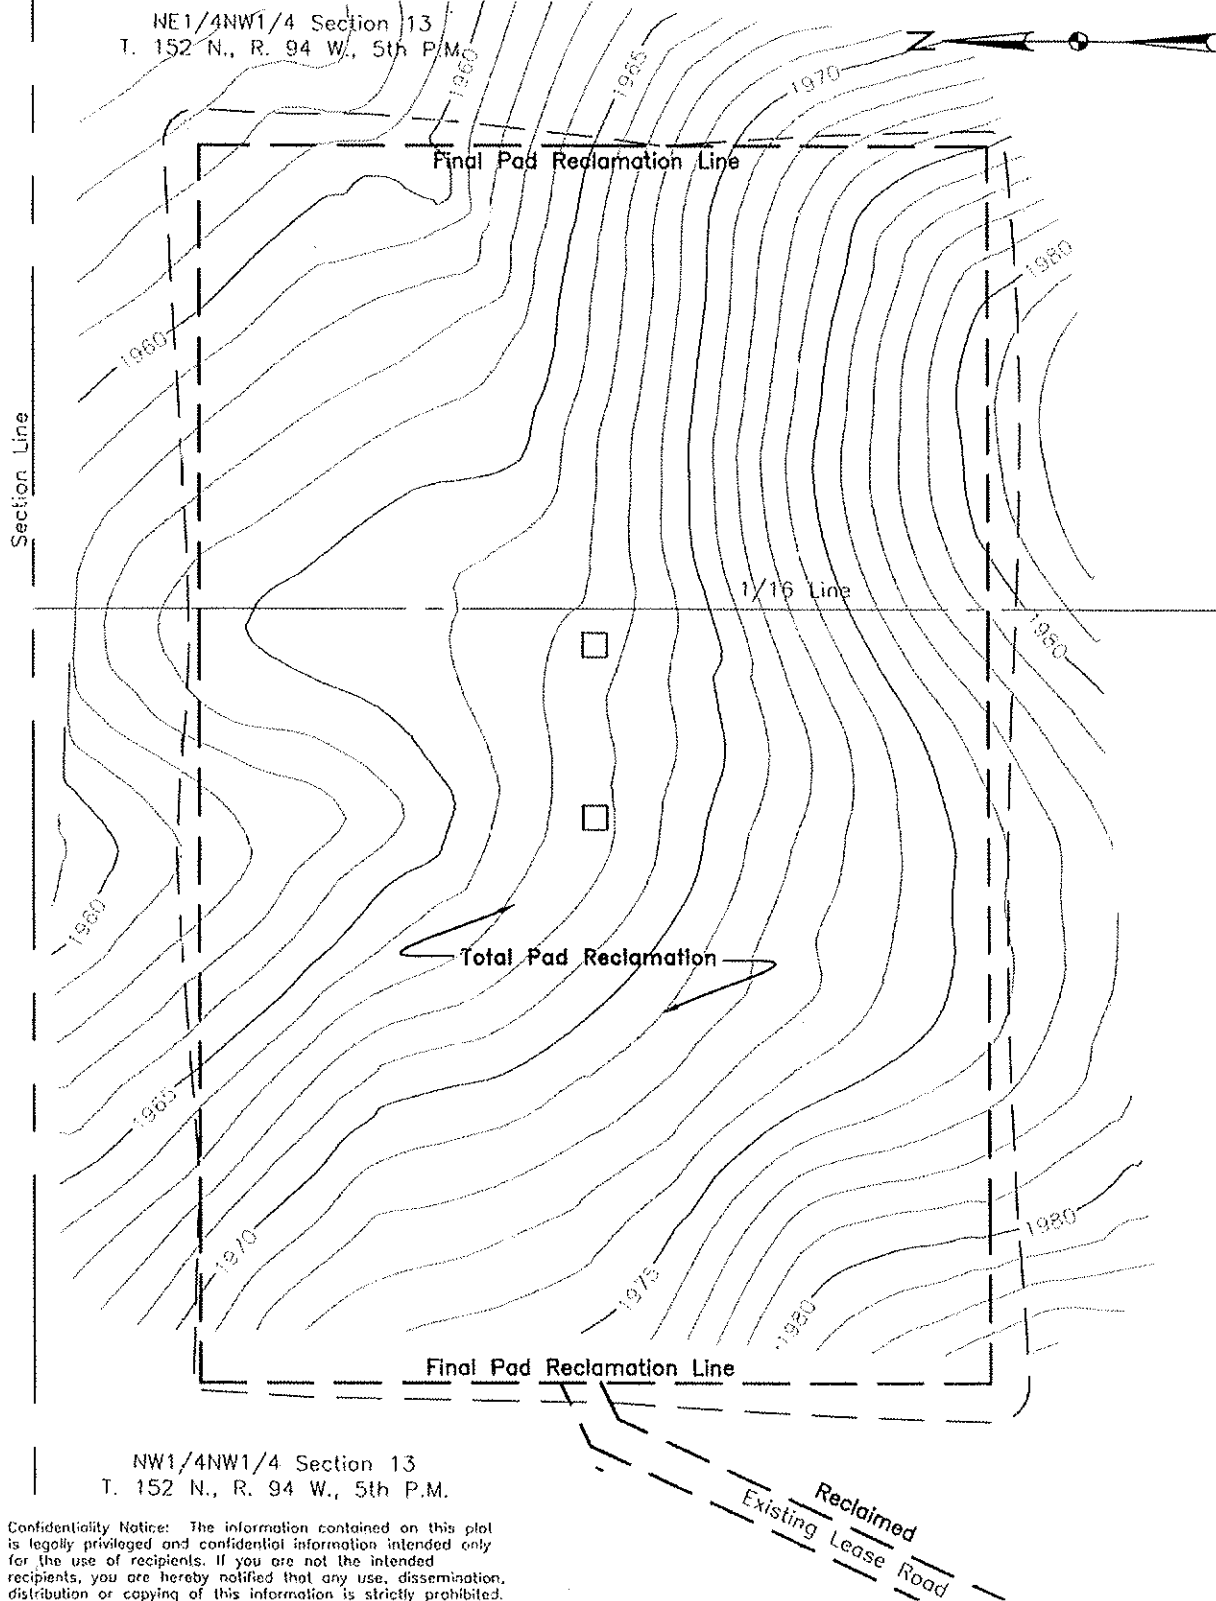 NE1/4NW1/4 Section 13
T. 152 N., R. 94 W., 5th P.M.
1960
1965
1970
N
Final Pad Reclamation Line
1980
1960
Section Line
1/16 Line
1980
1960
Total Pad Reclamation
1965
1970
1975
1980
1980
Final Pad Reclamation Line
NW1/4NW1/4 Section 13
T. 152 N., R. 94 W., 5th P.M.
Reclaimed
Existing Lease Road
Confidentiality Notice: The information contained on this plot
is legally privileged and confidential information intended only
for the use of recipients. If you are not the intended
recipients, you are hereby notified that any use, dissemination,
distribution or copying of this information is strictly prohibited.